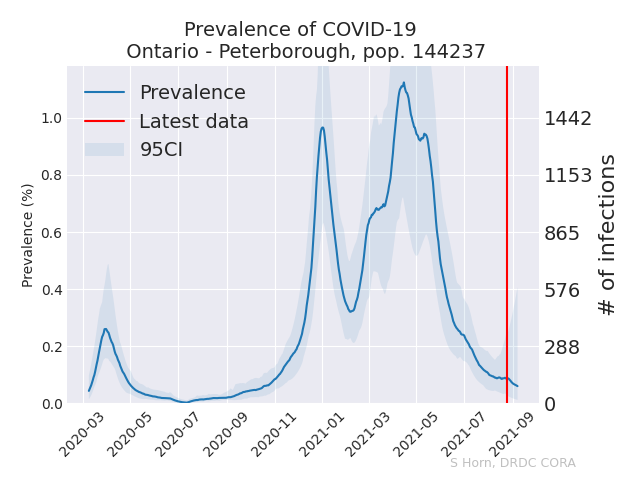 Prevalence of COVID-19
Ontario - Peterborough, pop. 144237
Prevalence
Latest data
95CI
Prevalence (%)
1.0
0.8
0.6
0.4
0.2
0.0
1442
1153
865
576
288
0
# of infections
2020-03
2020-05
2020-07
2020-09
2020-11
2021-01
2021-03
2021-05
2021-07
2021-09
S Horn, DRDC CORA